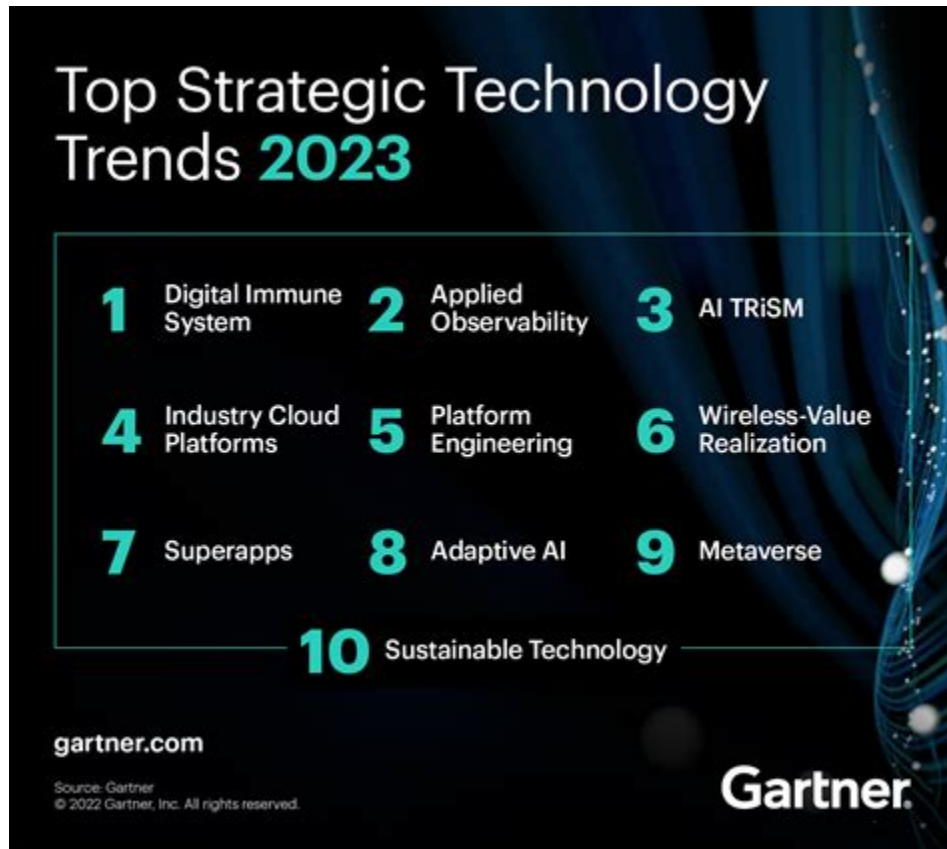 Top Strategic Technology
Trends 2023
1 Digital Immune
System
2 Applied
Observability
3 AI TRiSM
4 Industry Cloud
Platforms
5 Platform
Engineering
6 Wireless-Value
Realization
7 Superapps
8 Adaptive AI
9 Metaverse
10 Sustainable Technology
gartner.com
Source: Gartner
© 2022 Gartner, Inc. All rights reserved.
Gartner®